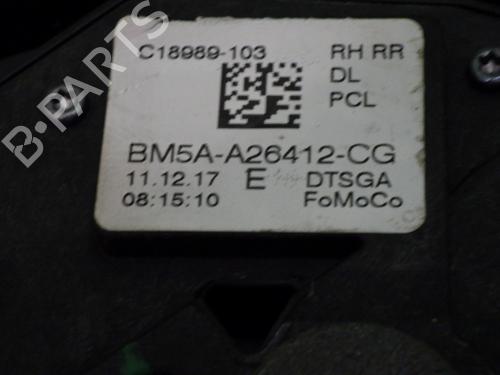 C18989-103 RH RR
DL
PCL
BM5A-A26412-CG
11.12.17 E DTSGA
08:15:10 FoMoCo
B-PARTS